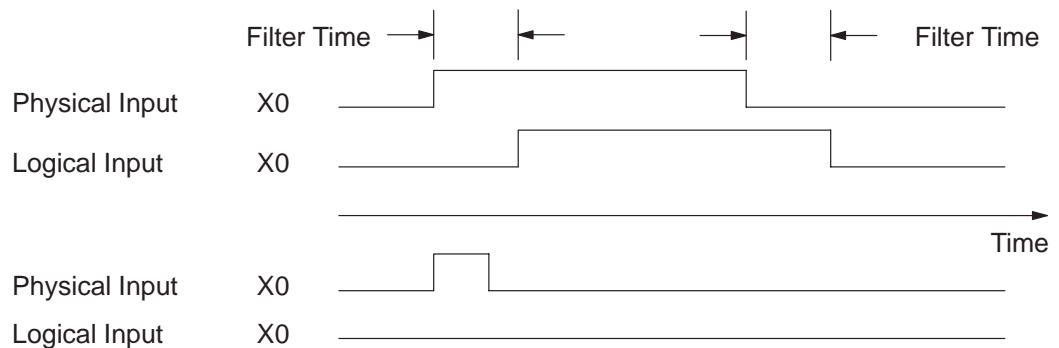 Filter Time Filter Time
Physical Input X0
Logical Input X0
Time
Physical Input X0
Logical Input X0